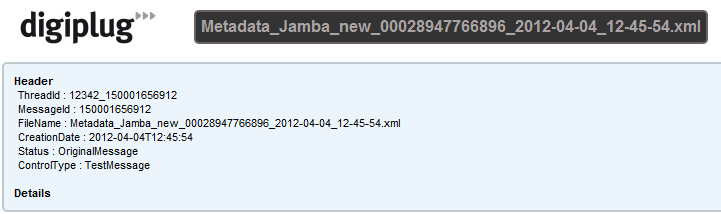 digiplug
Metadata_Jamba_new_00028947766896_2012-04-04_12-45-54.xml
Header
ThreadId : 12342_150001656912
MessageId : 150001656912
FileName : Metadata_Jamba_new_00028947766896_2012-04-04_12-45-54.xml
CreationDate : 2012-04-04T12:45:54
Status : OriginalMessage
ControlType : TestMessage
Details